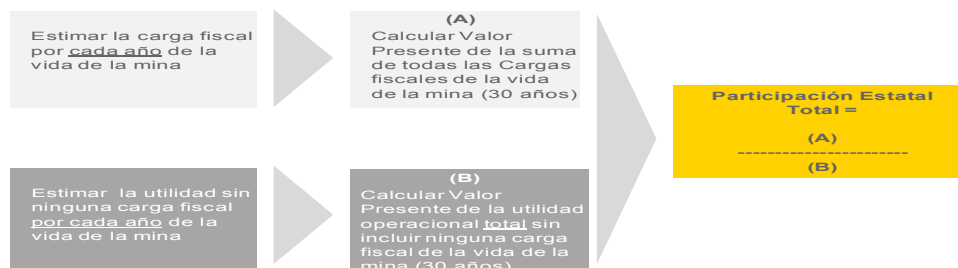 Estimar la carga fiscal
por cada año de la
vida de la mina
(A)
Calcular Valor
Presente de la suma
de todas las Cargas
fiscales de la vida
de la mina (30 años)
Participación Estatal
Total =
(A)
-----------------------
(B)
Estimar la utilidad sin
ninguna carga fiscal
por cada año de la
vida de la mina
(B)
Calcular Valor
Presente de la utilidad
operacional total sin
incluir ninguna carga
fiscal de la vida de la
mina (30 años)